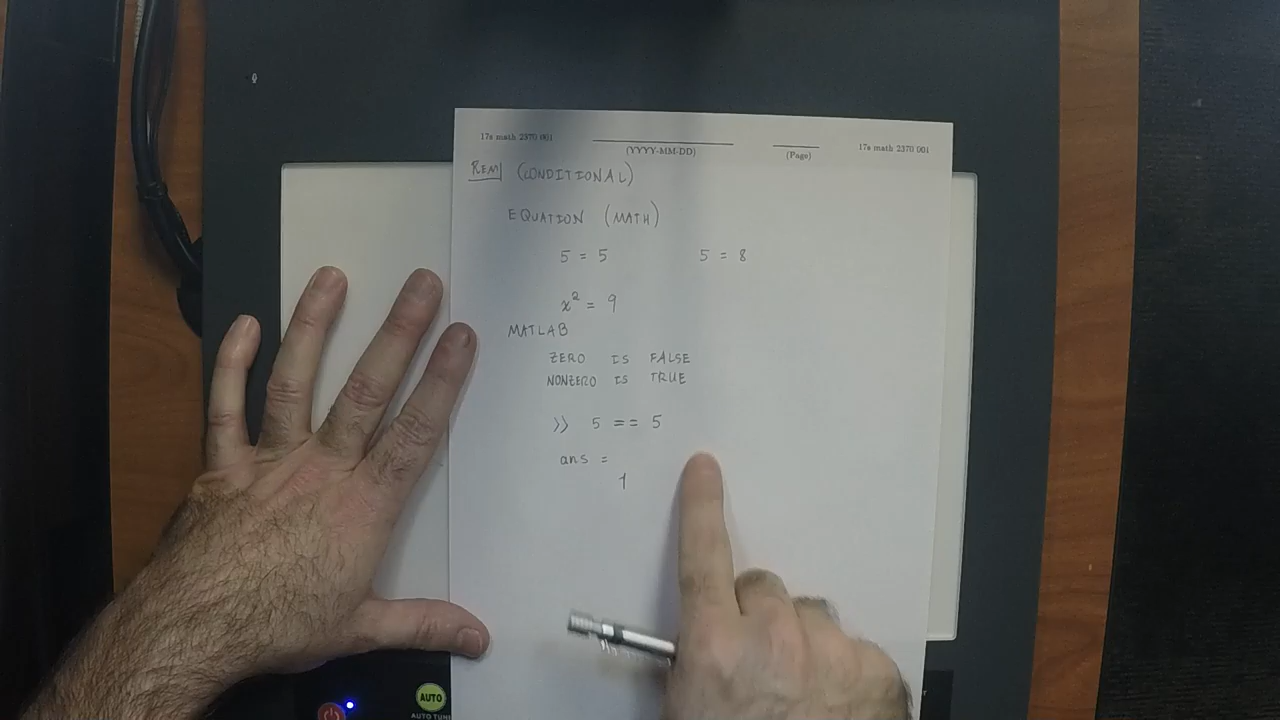 17s math 2370 001 (YYYY-MM-DD) (Page) 17s math 2370 001
REM (CONDITIONAL)
EQUATION (MATH)
5 = 5 5 = 8
x² = 9
MATLAB
ZERO IS FALSE
NONZERO IS TRUE
>> 5 == 5
ans =
1
AUTO